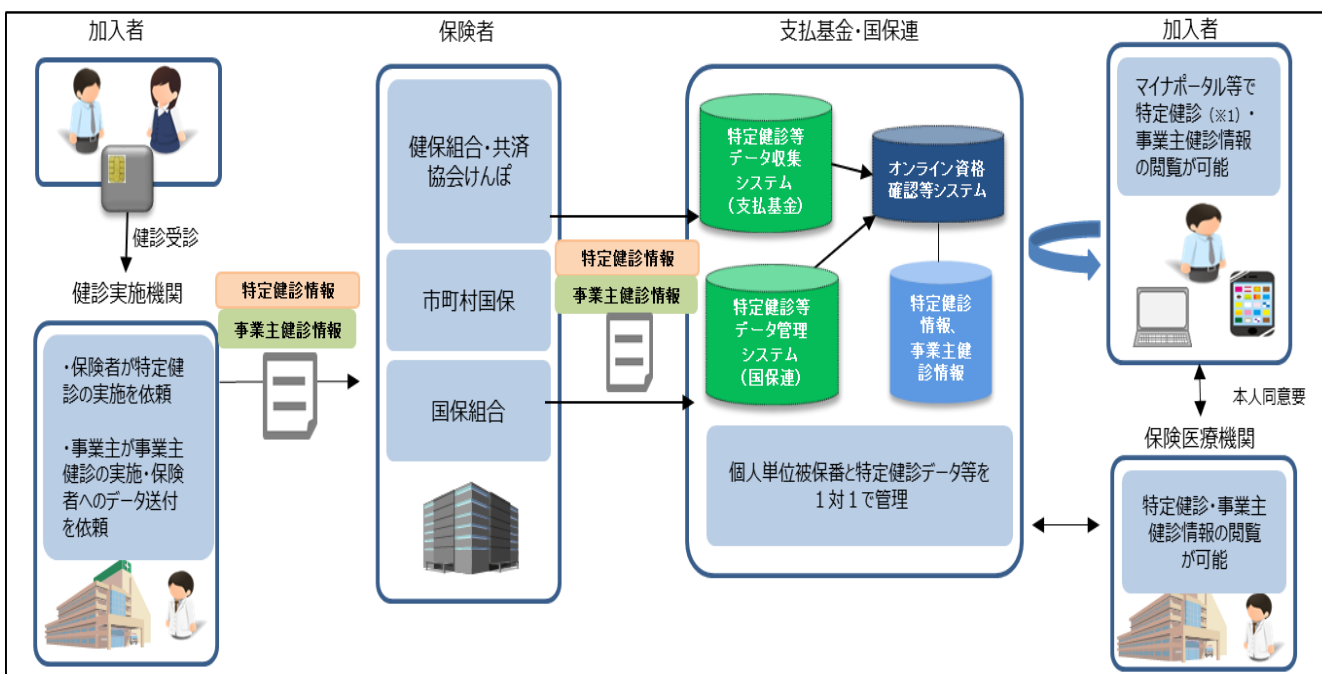 加入者
健診受診
健診実施機関
・保険者が特定健
診の実施を依頼
・事業主が事業主
健診の実施・保険
者へのデータ送付
を依頼
特定健診情報
事業主健診情報
保険者
健保組合・共済
協会けんぽ
市町村国保
国保組合
特定健診情報
事業主健診情報
支払基金・国保連
特定健診等
データ収集
システム
(支払基金)
オンライン資格
確認等システム
特定健診等
データ管理
システム
(国保連)
特定健診
情報、
事業主健
診情報
個人単位被保番と特定健診データ等を
1対1で管理
加入者
マイナポータル等で
特定健診(※1)・
事業主健診情報
の閲覧が可能
本人同意要
保険医療機関
特定健診・事業主
健診情報の閲覧
が可能